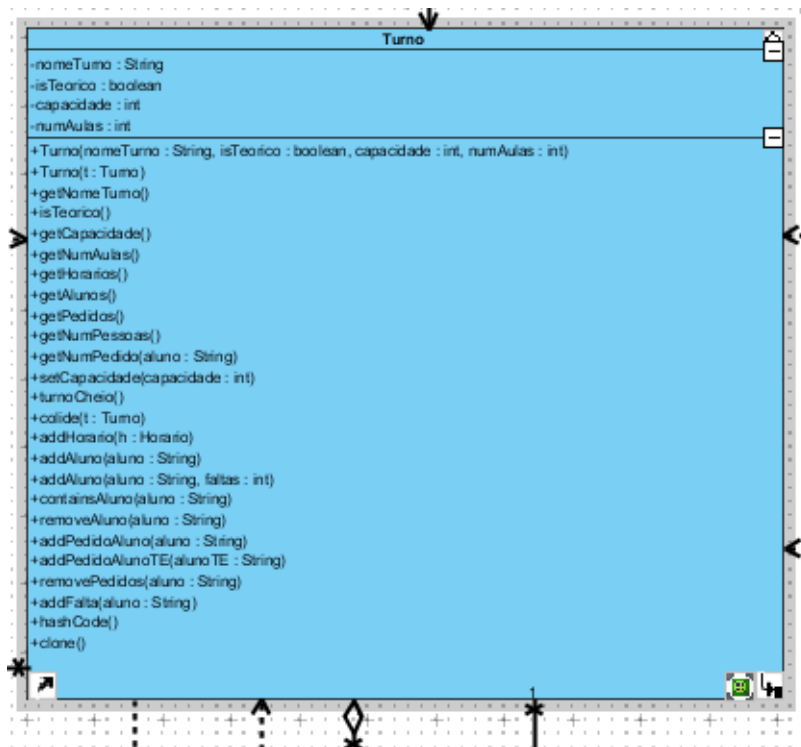 Turno
-nomeTurno : String
-isTeorico : boolean
-capacidade : int
-numAulas : int
+Turno(nomeTurno : String, isTeorico : boolean, capacidade : int, numAulas : int)
+Turno(t : Turno)
+getNomeTurno()
+isTeorico()
+getCapacidade()
+getNumAulas()
+getHorarios()
+getAlunos()
+getPedidos()
+getNumPessoas()
+getNumPedido(aluno : String)
+setCapacidade(capacidade : int)
+turnoCheio()
+colide(t : Turno)
+addHorario(h : Horario)
+addAluno(aluno : String)
+addAluno(aluno : String, faltas : int)
+containsAluno(aluno : String)
+removeAluno(aluno : String)
+addPedidoAluno(aluno : String)
+addPedidoAlunoTE(alunoTE : String)
+removePedidos(aluno : String)
+addFalta(aluno : String)
+hashCode()
+clone()
1